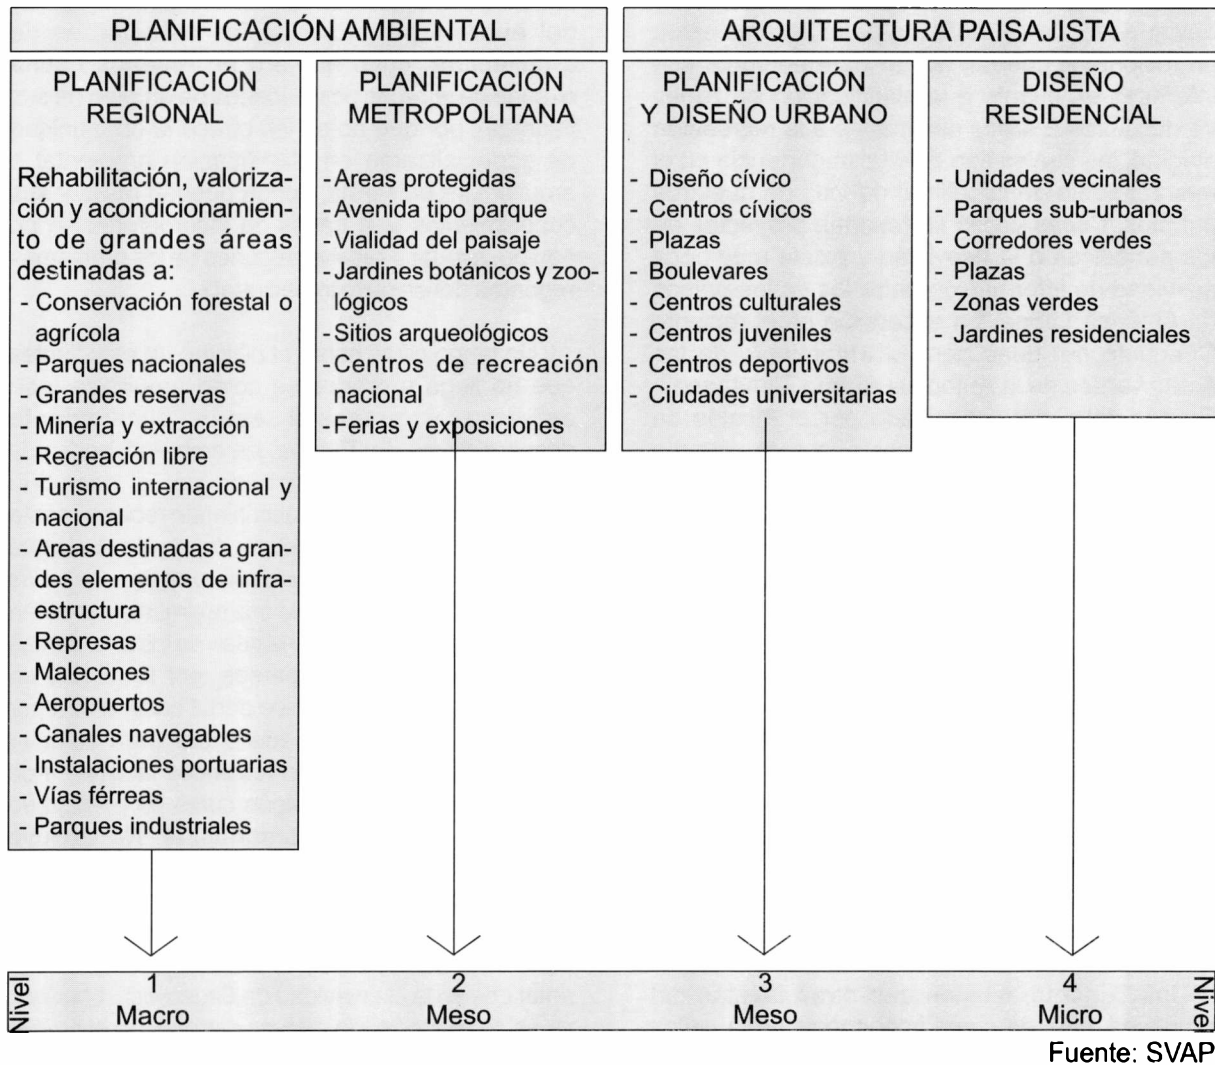 PLANIFICACIÓN AMBIENTAL
ARQUITECTURA PAISAJISTA
PLANIFICACIÓN
REGIONAL
Rehabilitación, valoriza-
ción y acondicionamien-
to de grandes áreas
destinadas a:
- Conservación forestal o
agrícola
- Parques nacionales
- Grandes reservas
- Minería y extracción
- Recreación libre
- Turismo internacional y
nacional
- Areas destinadas a gran-
des elementos de infra-
estructura
- Represas
- Malecones
- Aeropuertos
- Canales navegables
- Instalaciones portuarias
- Vías férreas
- Parques industriales
PLANIFICACIÓN
METROPOLITANA
- Areas protegidas
- Avenida tipo parque
- Vialidad del paisaje
- Jardines botánicos y zoo-
lógicos
- Sitios arqueológicos
- Centros de recreación
nacional
- Ferias y exposiciones
PLANIFICACIÓN
Y DISEÑO URBANO
- Diseño cívico
- Centros cívicos
- Plazas
- Boulevares
- Centros culturales
- Centros juveniles
- Centros deportivos
- Ciudades universitarias
DISEÑO
RESIDENCIAL
- Unidades vecinales
- Parques sub-urbanos
- Corredores verdes
- Plazas
- Zonas verdes
- Jardines residenciales
Nivel
1
Macro
2
Meso
3
Meso
4
Micro
Nivel
Fuente: SVAP